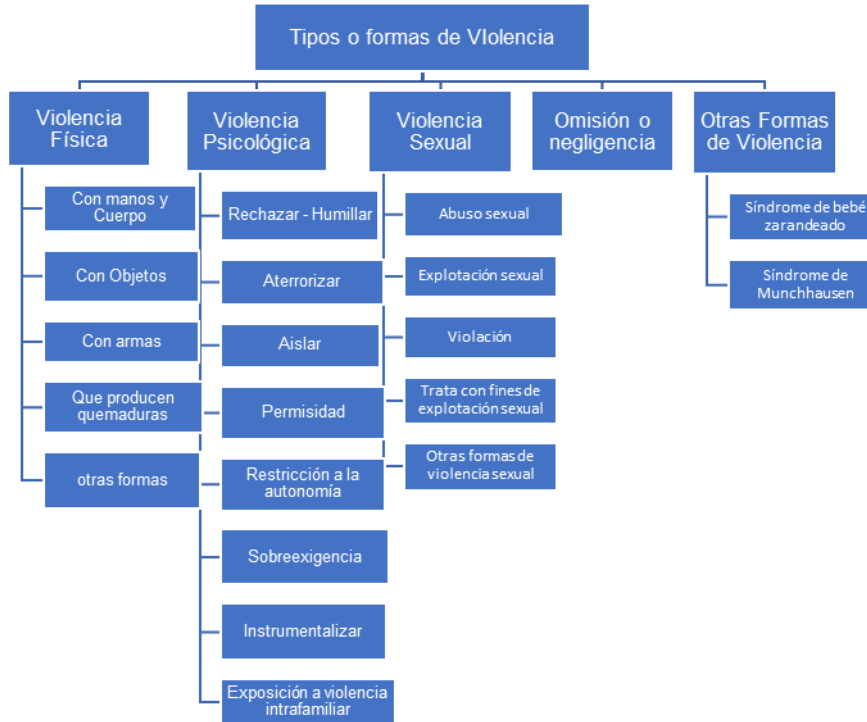 Tipos o formas de VIolencia
Violencia
Física
Con manos y
Cuerpo
Con Objetos
Con armas
Que producen
quemaduras
otras formas
Violencia
Psicológica
Rechazar - Humillar
Aterrorizar
Aislar
Permisidad
Restricción a la
autonomía
Sobreexigencia
Instrumentalizar
Exposición a violencia
intrafamiliar
Violencia
Sexual
Abuso sexual
Explotación sexual
Violación
Trata con fines de
explotación sexual
Otras formas de
violencia sexual
Omisión o
negligencia
Otras Formas
de Violencia
Síndrome de bebé
zarandeado
Síndrome de
Munchhausen